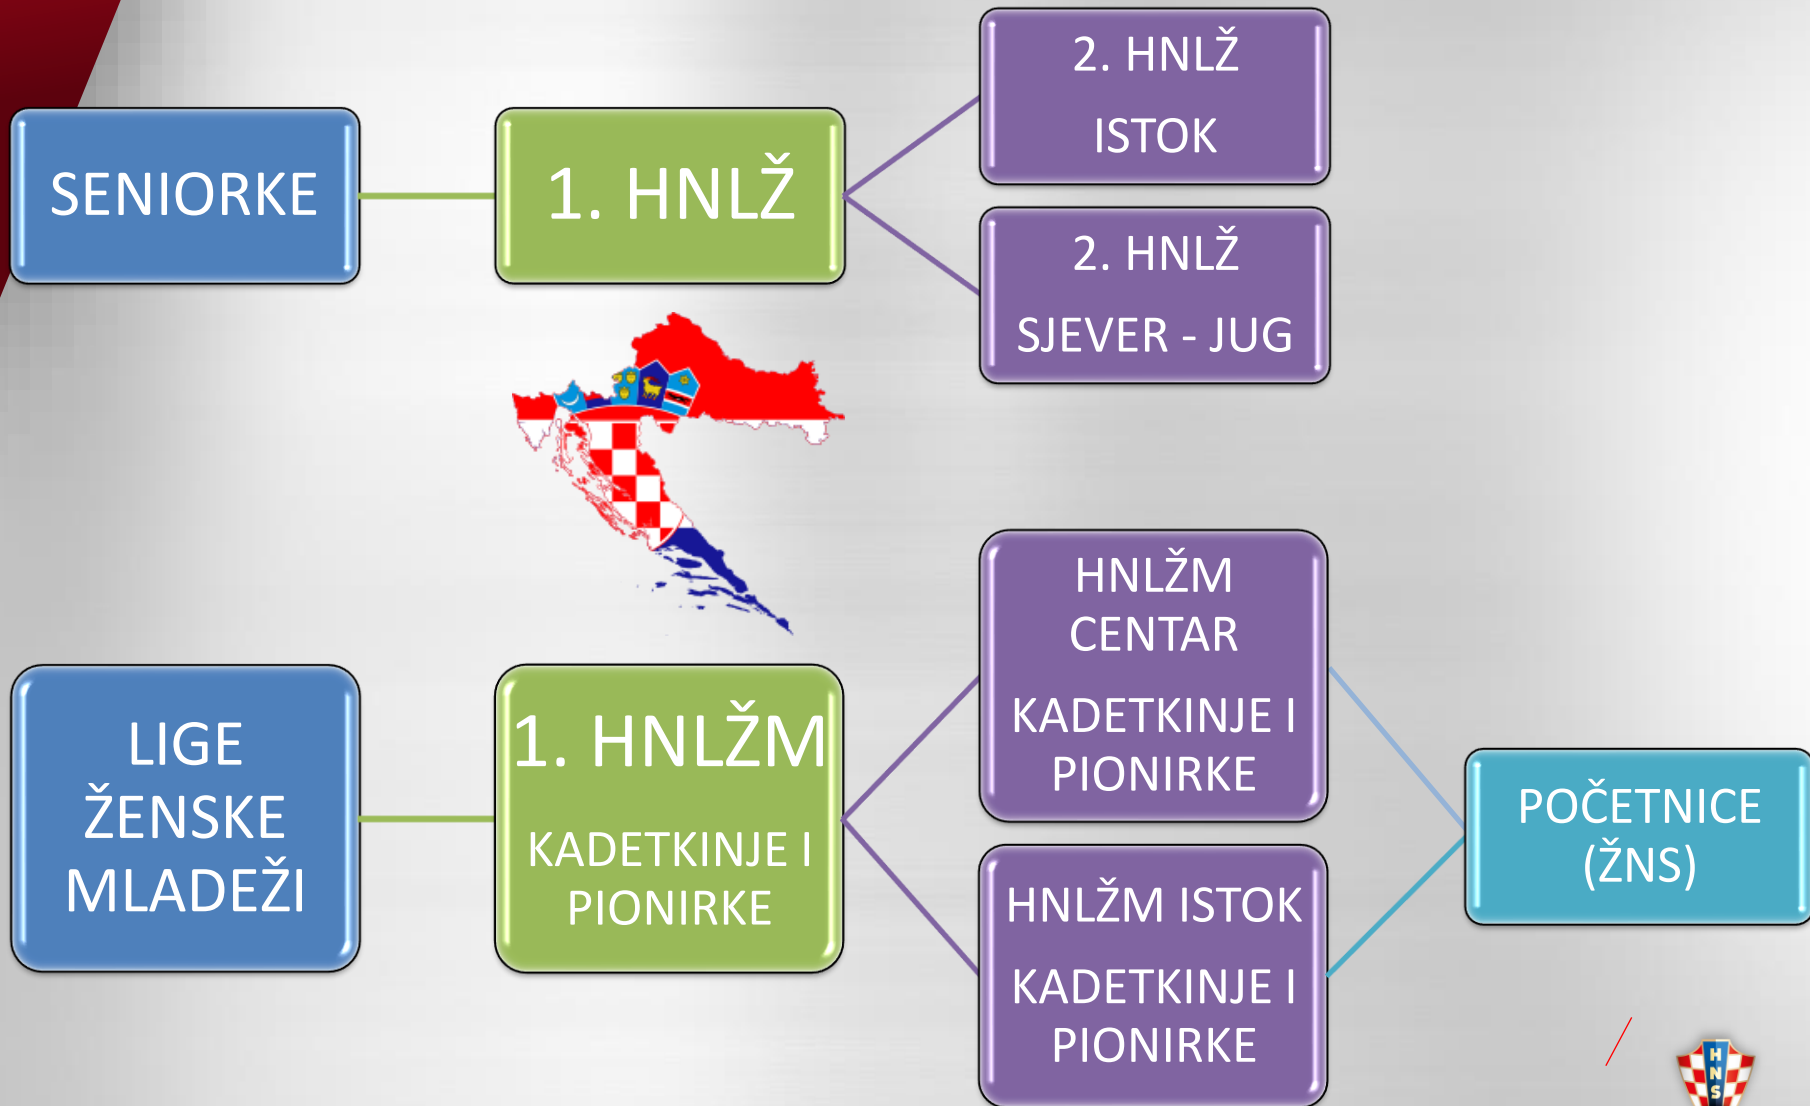 SENIORKE
1. HNLŽ
2. HNLŽ
ISTOK
2. HNLŽ
SJEVER - JUG
LIGE
ŽENSKE
MLADEŽI
1. HNLŽM
KADETKINJE I
PIONIRKE
HNLŽM
CENTAR
KADETKINJE I
PIONIRKE
HNLŽM ISTOK
KADETKINJE I
PIONIRKE
POČETNICE
(ŽNS)
HNS